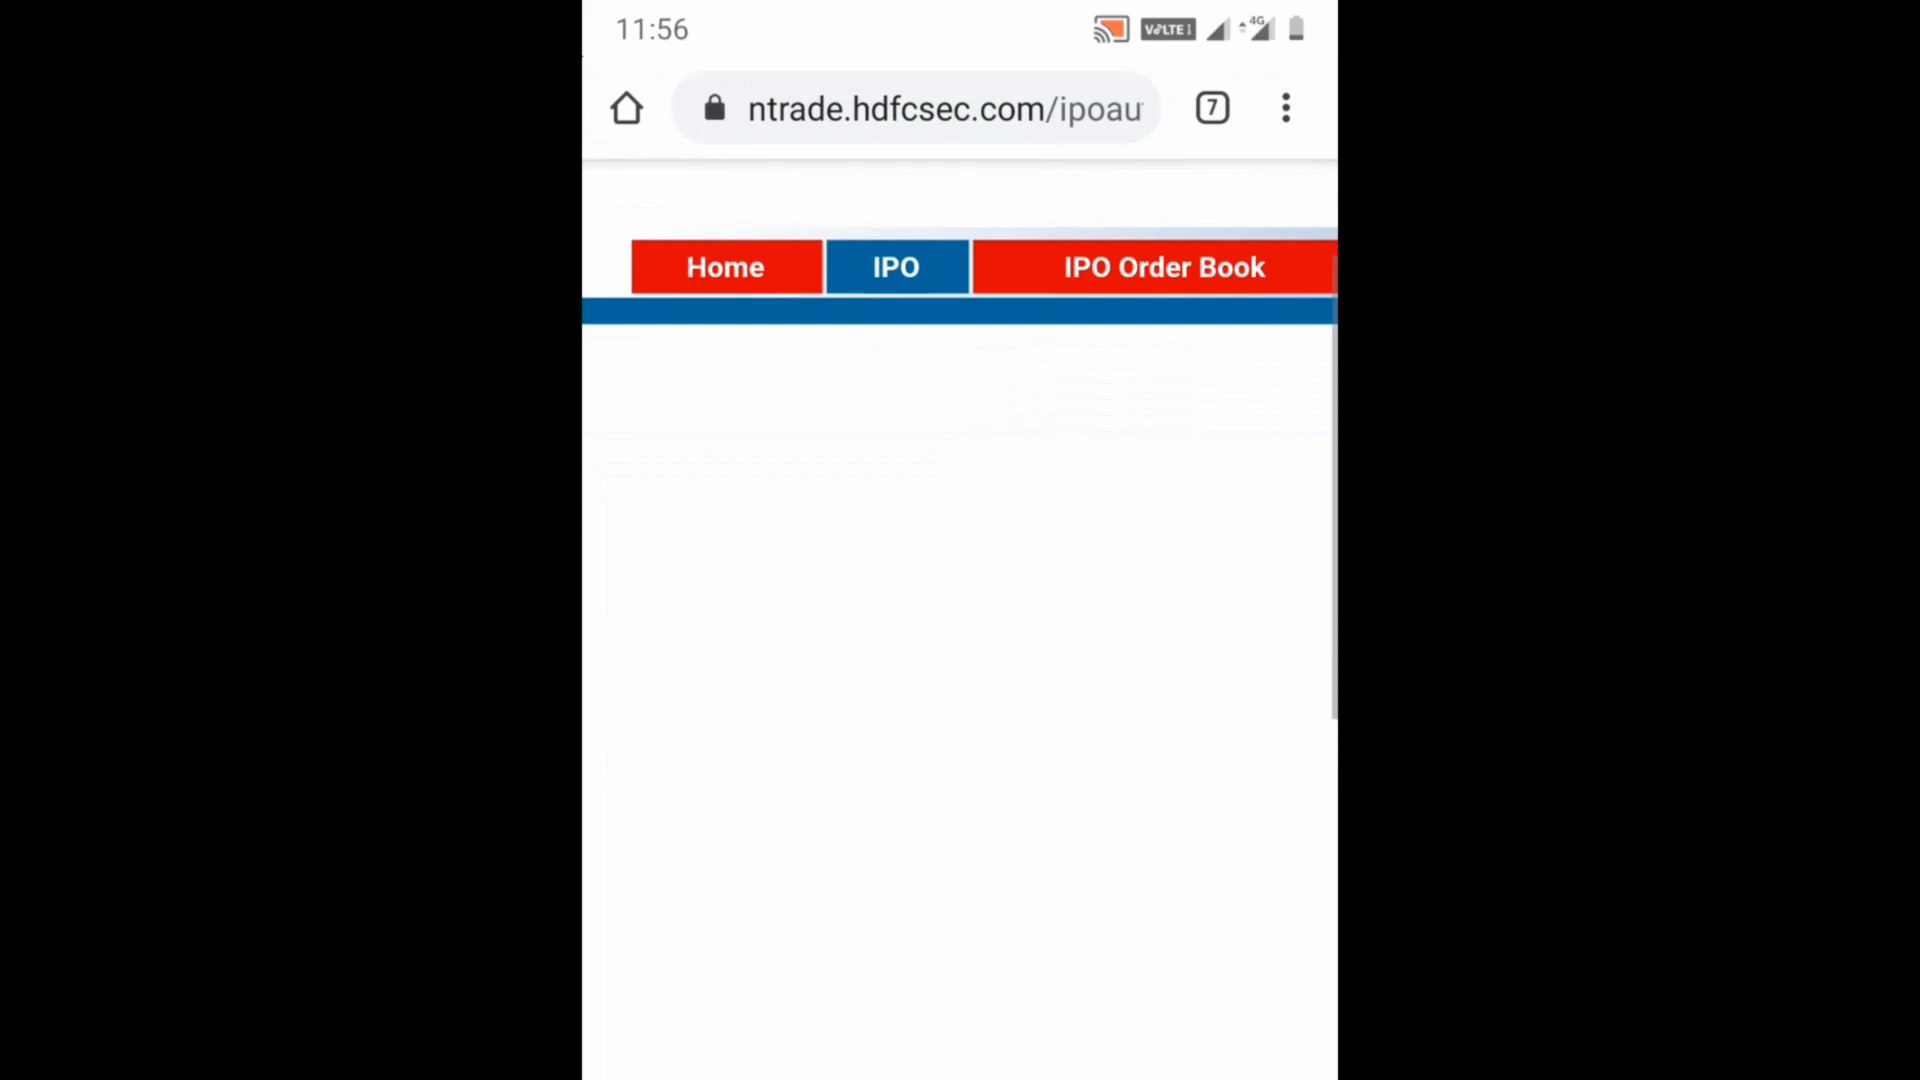 11:56 VoLTE 4G
ntrade.hdfcsec.com/ipoau 7
Home IPO IPO Order Book